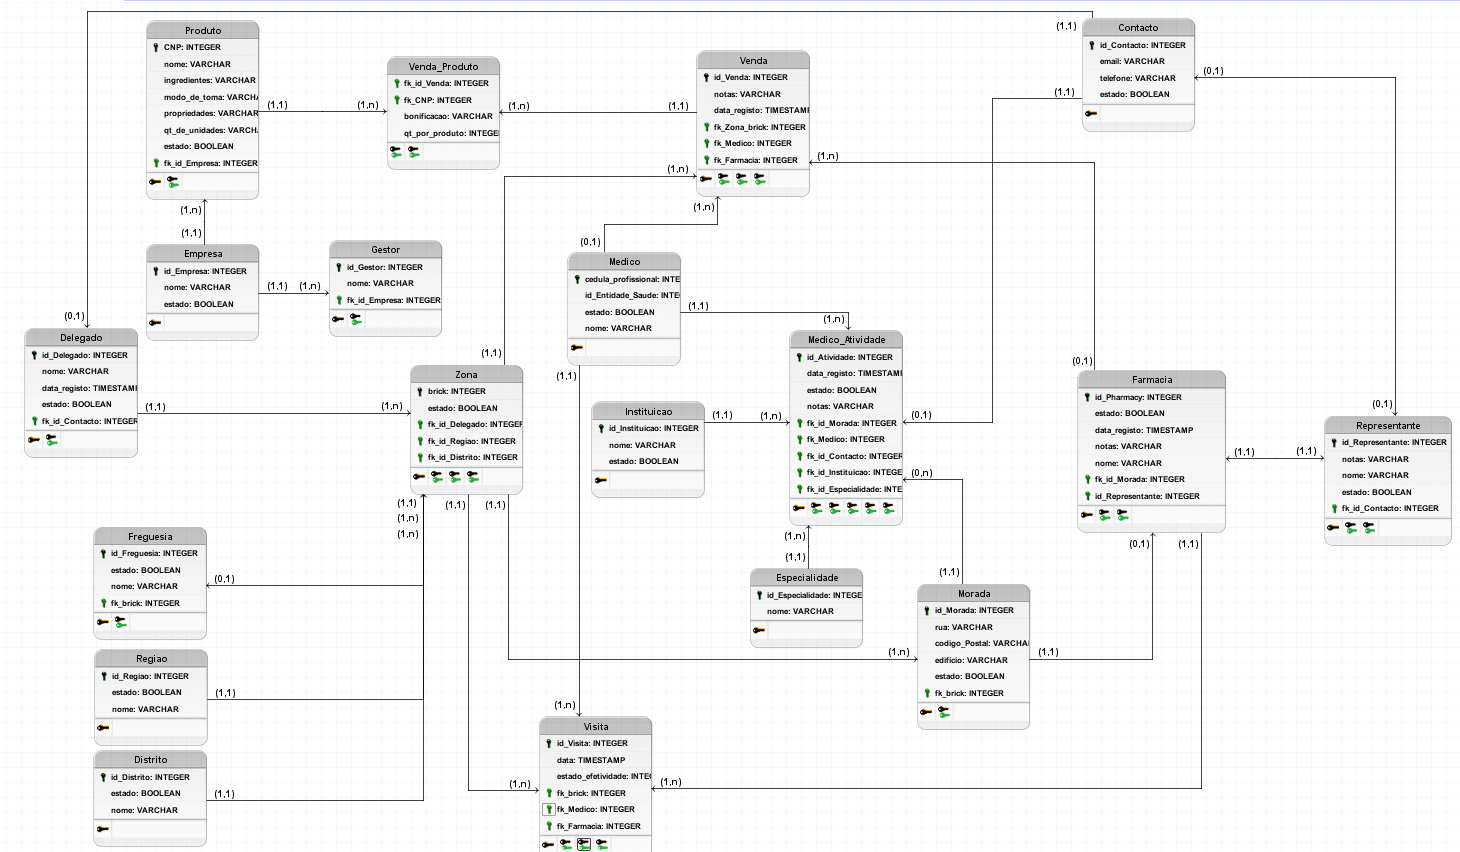 Produto
CNP: INTEGER
nome: VARCHAR
ingredientes: VARCHAR
modo_de_toma: VARCHA
propriedades: VARCHAR
qt_de_unidades: VARCH
estado: BOOLEAN
fk_id_Empresa: INTEGER
(1,1)
(1,n)
Venda_Produto
fk_id_Venda: INTEGER
fk_CNP: INTEGER
bonificacao: VARCHAR
qt_por_produto: INTEGE
(1,n)
(1,1)
Venda
id_Venda: INTEGER
notas: VARCHAR
data_registo: TIMESTAM
fk_Zona_brick: INTEGER
fk_Medico: INTEGER
fk_Farmacia: INTEGER
(1,n)
(1,n)
(1,n)
(1,1)
Contacto
id_Contacto: INTEGER
email: VARCHAR
telefone: VARCHAR
estado: BOOLEAN
(0,1)
(1,1)
(1,n)
(1,1)
Empresa
id_Empresa: INTEGER
nome: VARCHAR
estado: BOOLEAN
(1,1)
(1,n)
Gestor
id_Gestor: INTEGER
nome: VARCHAR
fk_id_Empresa: INTEGER
(0,1)
Medico
cedula_profissional: INTE
id_Entidade_Saude: INTE
estado: BOOLEAN
nome: VARCHAR
(1,1)
(1,n)
(1,1)
(0,1)
Delegado
id_Delegado: INTEGER
nome: VARCHAR
data_registo: TIMESTAM
estado: BOOLEAN
fk_id_Contacto: INTEGER
(1,1)
(1,n)
(1,1)
Zona
brick: INTEGER
estado: BOOLEAN
fk_id_Delegado: INTEGER
fk_id_Regiao: INTEGER
fk_id_Distrito: INTEGER
Instituicao
id_Instituicao: INTEGER
nome: VARCHAR
estado: BOOLEAN
(1,1)
(1,n)
Medico_Atividade
id_Atividade: INTEGER
data_registo: TIMESTAM
estado: BOOLEAN
notas: VARCHAR
fk_id_Morada: INTEGER
fk_Medico: INTEGER
fk_id_Contacto: INTEGER
fk_id_Instituicao: INTEGE
fk_id_Especialidade: INTE
(0,1)
(0,n)
(0,1)
Farmacia
id_Pharmacy: INTEGER
estado: BOOLEAN
data_registo: TIMESTAMP
notas: VARCHAR
nome: VARCHAR
fk_id_Morada: INTEGER
id_Representante: INTEGER
(1,1)
(1,1)
(0,1)
Representante
id_Representante: INTEGER
notas: VARCHAR
nome: VARCHAR
estado: BOOLEAN
fk_id_Contacto: INTEGER
(1,1)
(1,n)
(1,n)
(1,1)
(1,1)
Freguesia
id_Freguesia: INTEGER
estado: BOOLEAN
nome: VARCHAR
fk_brick: INTEGER
(0,1)
(1,n)
(1,1)
Especialidade
id_Especialidade: INTEGE
nome: VARCHAR
(1,1)
Morada
id_Morada: INTEGER
rua: VARCHAR
codigo_Postal: VARCHA
edificio: VARCHAR
estado: BOOLEAN
fk_brick: INTEGER
(1,n)
(1,1)
(0,1)
(1,1)
Regiao
id_Regiao: INTEGER
estado: BOOLEAN
nome: VARCHAR
(1,1)
Distrito
id_Distrito: INTEGER
estado: BOOLEAN
nome: VARCHAR
(1,1)
(1,n)
Visita
id_Visita: INTEGER
data: TIMESTAMP
estado_efetividade: INTE
fk_brick: INTEGER
fk_Medico: INTEGER
fk_Farmacia: INTEGER
(1,n)
(1,n)